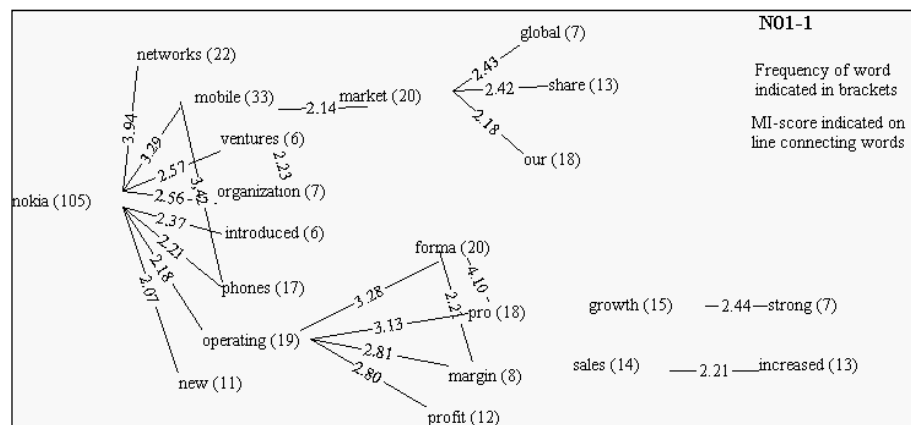 N01-1
global (7)
networks (22)
2.43
Frequency of word
indicated in brackets
mobile (33)
2.14
market (20)
2.42
share (13)
3.94
3.29
MI-score indicated on
line connecting words
ventures (6)
2.18
our (18)
2.57
2.23
nokia (105)
2.56
3.42
organization (7)
2.37
introduced (6)
2.21
forma (20)
2.18
4.10
2.07
phones (17)
3.28
pro (18)
growth (15)
2.44
strong (7)
3.13
operating (19)
2.81
sales (14)
2.21
increased (13)
new (11)
2.80
margin (8)
profit (12)